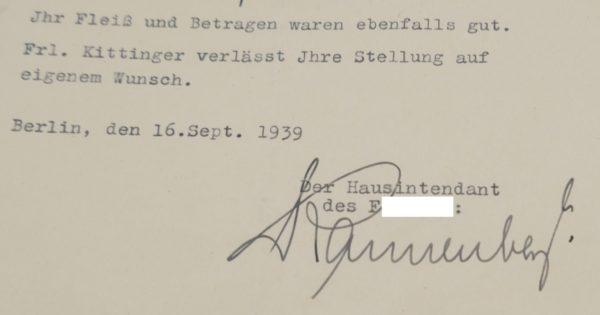 Jhr Fleiß und Betragen waren ebenfalls gut.
Frl. Kittinger verlässt Jhre Stellung auf
eigenem Wunsch.
Berlin, den 16.Sept. 1939
Der Hausintendant
des F :
Kannenberg